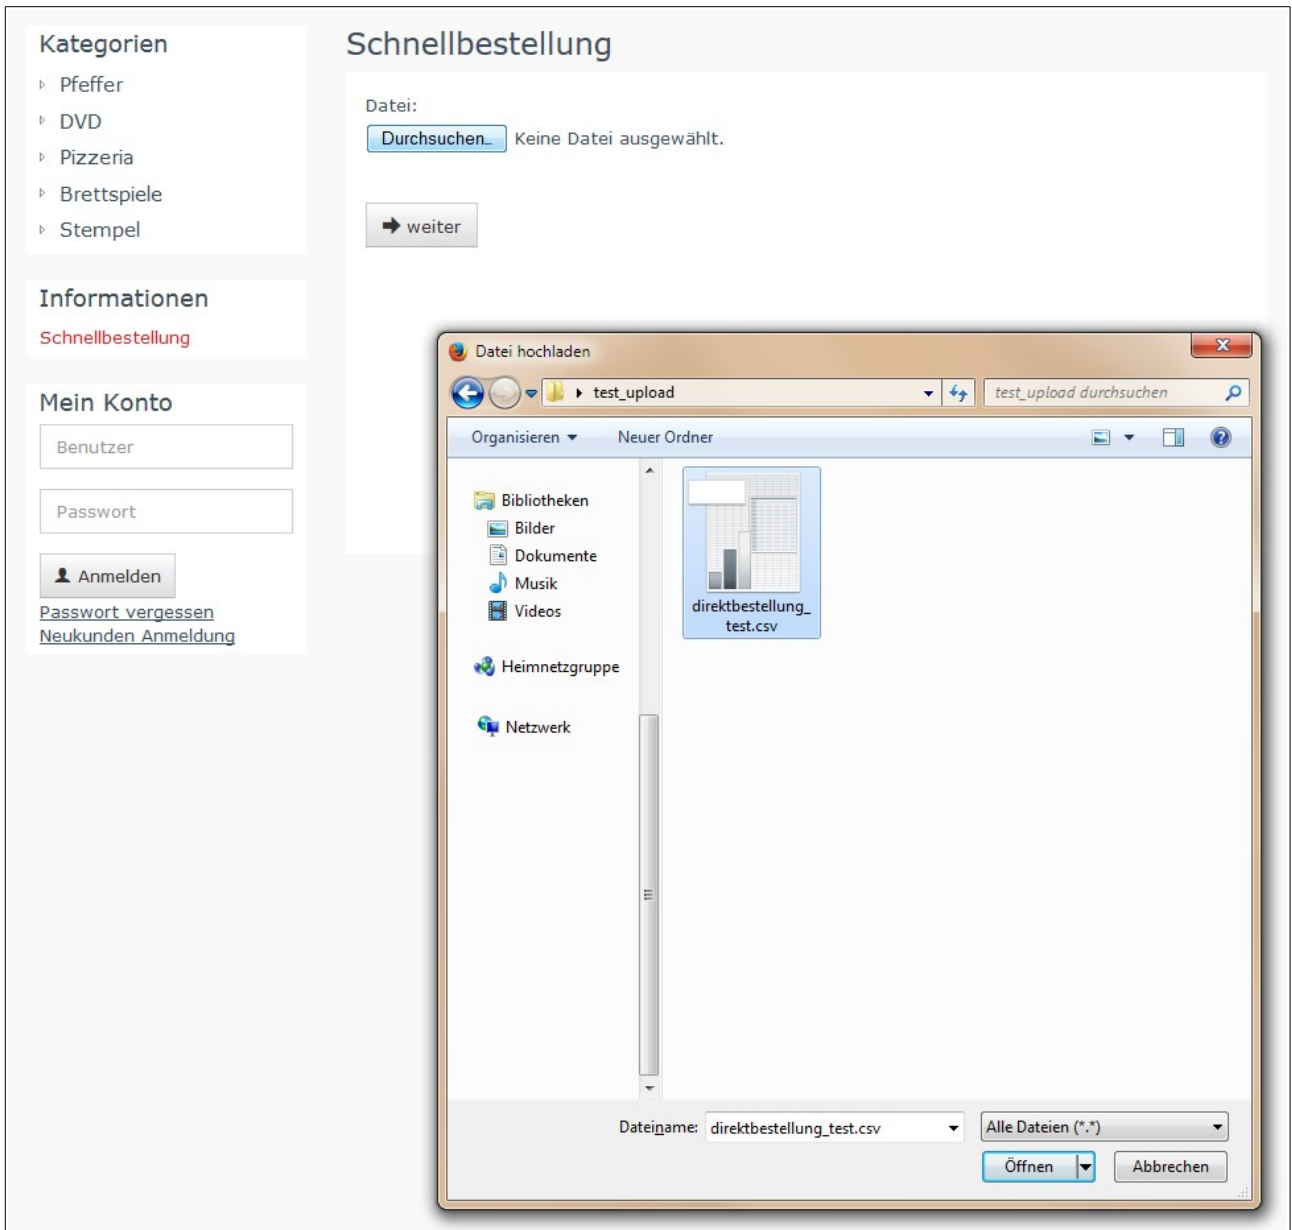 Kategorien
Pfeffer
DVD
Pizzeria
Brettspiele
Stempel
Informationen
Schnellbestellung
Mein Konto
Benutzer
Passwort
Anmelden
Passwort vergessen
Neukunden Anmeldung
Schnellbestellung
Datei:
Durchsuchen… Keine Datei ausgewählt.
weiter
Datei hochladen
test_upload
test_upload durchsuchen
Organisieren Neuer Ordner
Bibliotheken
Bilder
Dokumente
Musik
Videos
Heimnetzgruppe
Netzwerk
direktbestellung_
test.csv
Dateiname: direktbestellung_test.csv Alle Dateien (*.*)
Öffnen Abbrechen